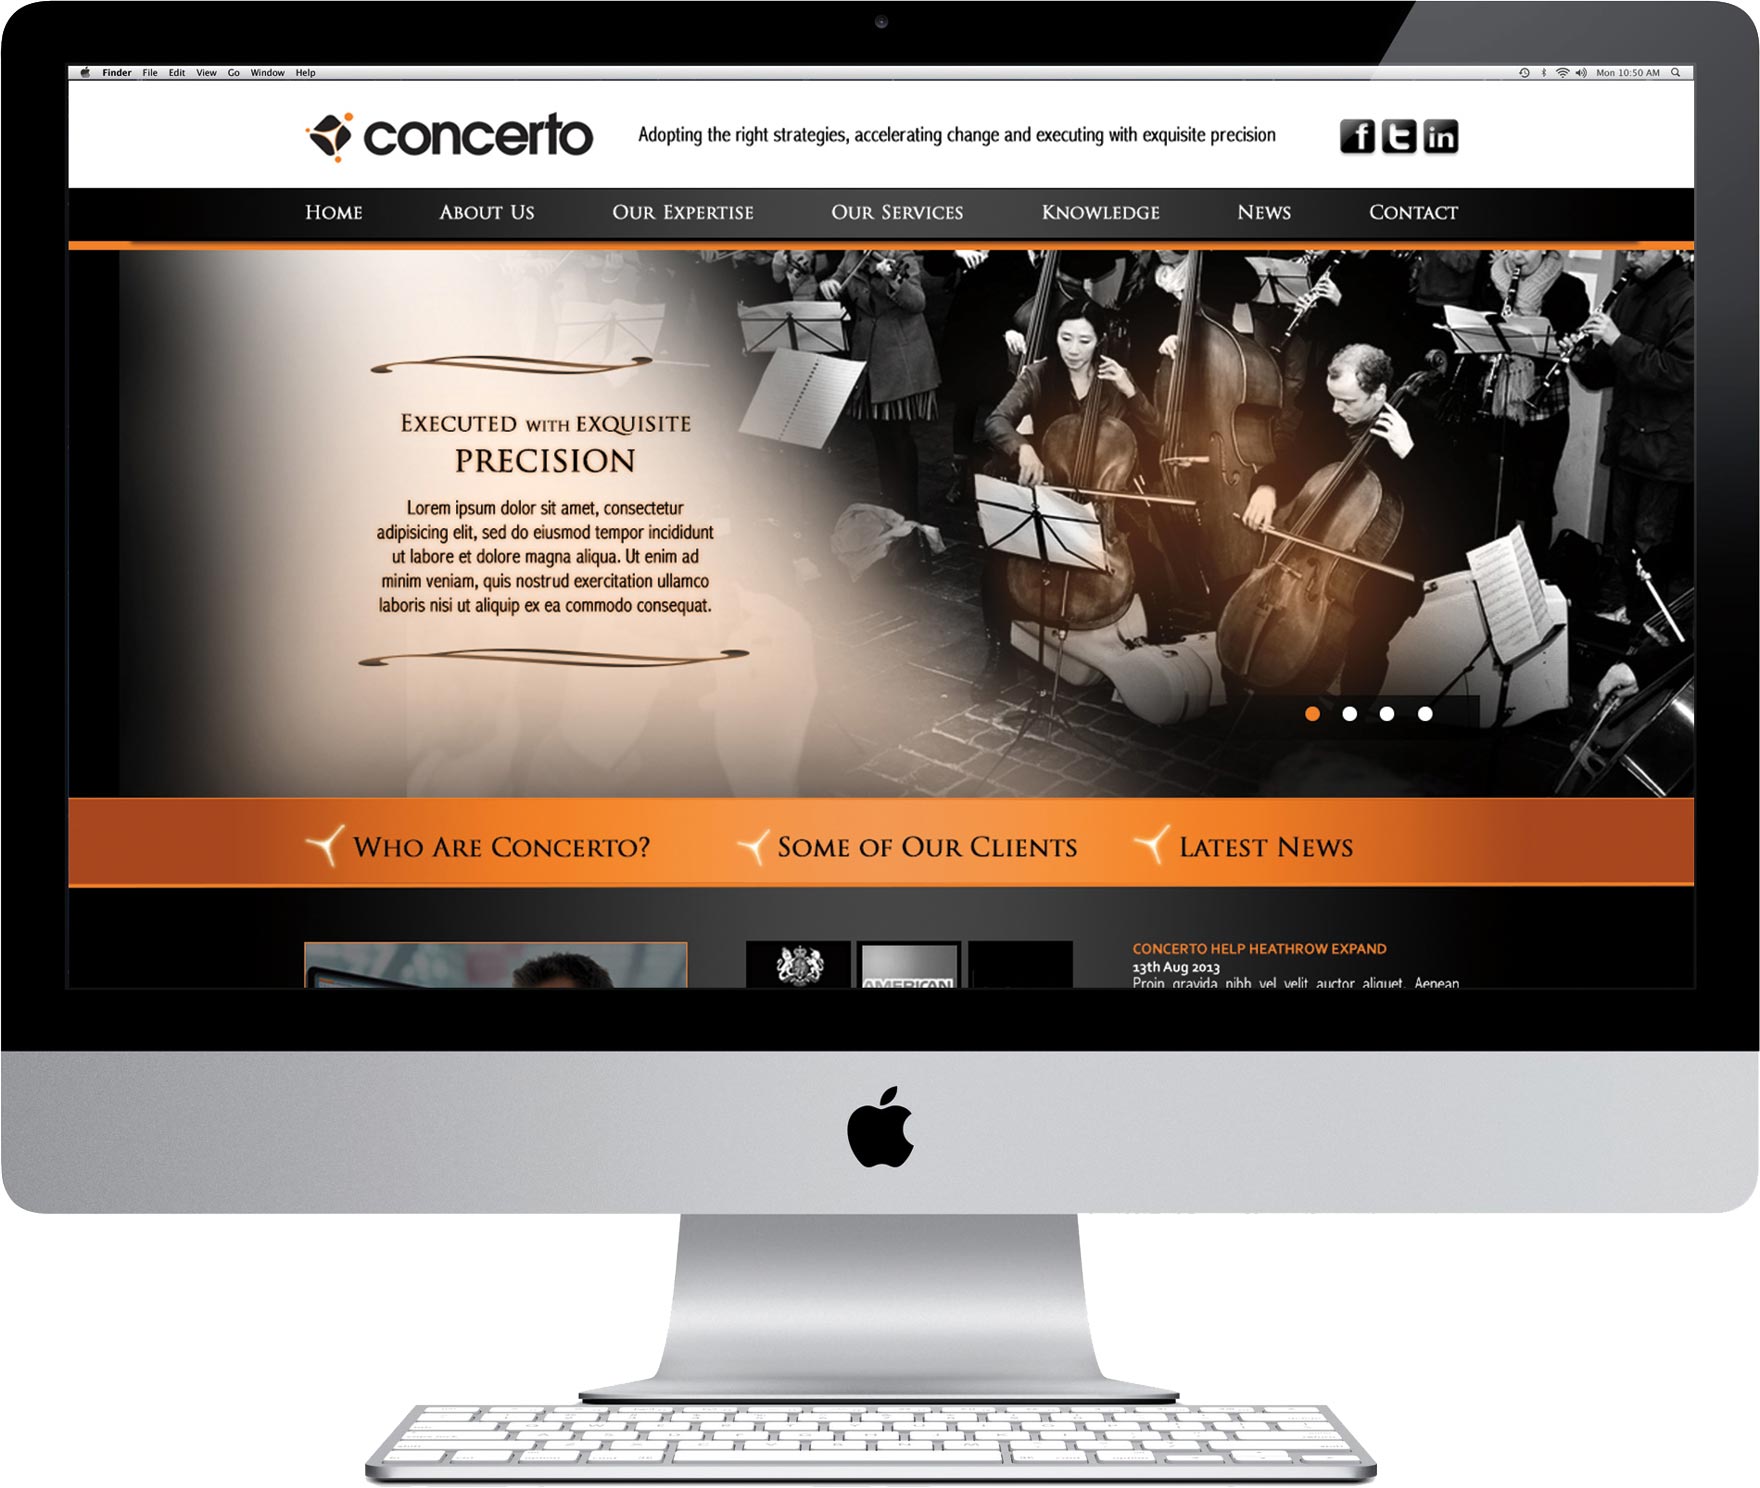 Finder File Edit View Go Window Help Mon 10:50 AM
concerto
Adopting the right strategies, accelerating change and executing with exquisite precision
f t in
Home About Us Our Expertise Our Services Knowledge News Contact
Executed with exquisite
PRECISION
Lorem ipsum dolor sit amet, consectetur
adipisicing elit, sed do eiusmod tempor incididunt
ut labore et dolore magna aliqua. Ut enim ad
minim veniam, quis nostrud exercitation ullamco
laboris nisi ut aliquip ex ea commodo consequat.
Who Are Concerto? Some of Our Clients Latest News
AMERICAN
CONCERTO HELP HEATHROW EXPAND
13th Aug 2013
Proin gravida nibh vel velit auctor aliquet. Aenean